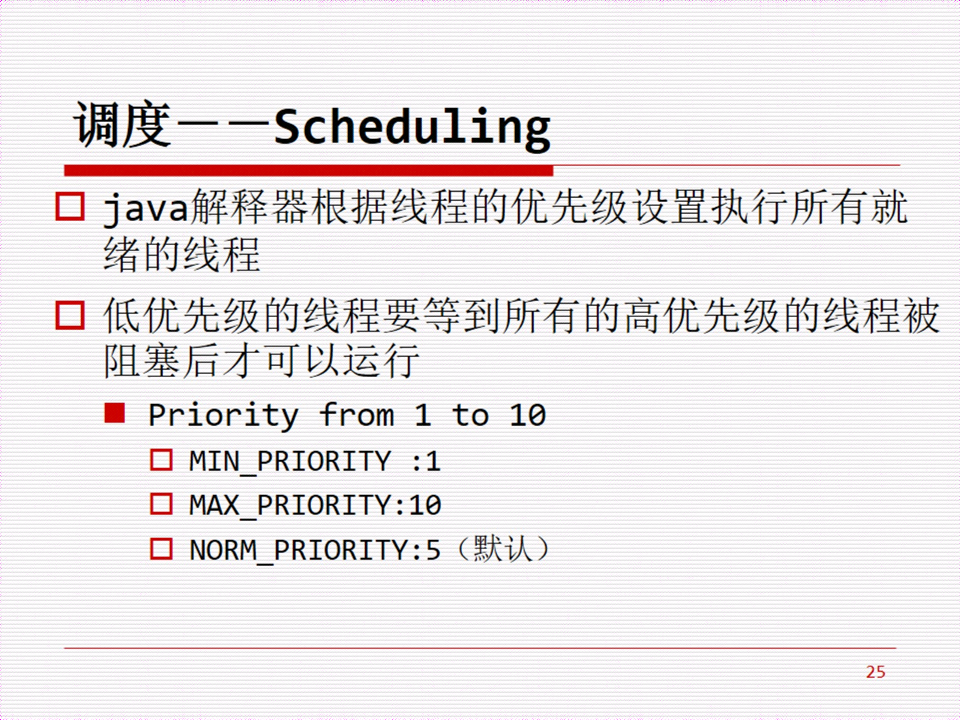 调度——Scheduling
java解释器根据线程的优先级设置执行所有就
绪的线程
低优先级的线程要等到所有的高优先级的线程被
阻塞后才可以运行
Priority from 1 to 10
MIN_PRIORITY :1
MAX_PRIORITY:10
NORM_PRIORITY:5（默认）
25